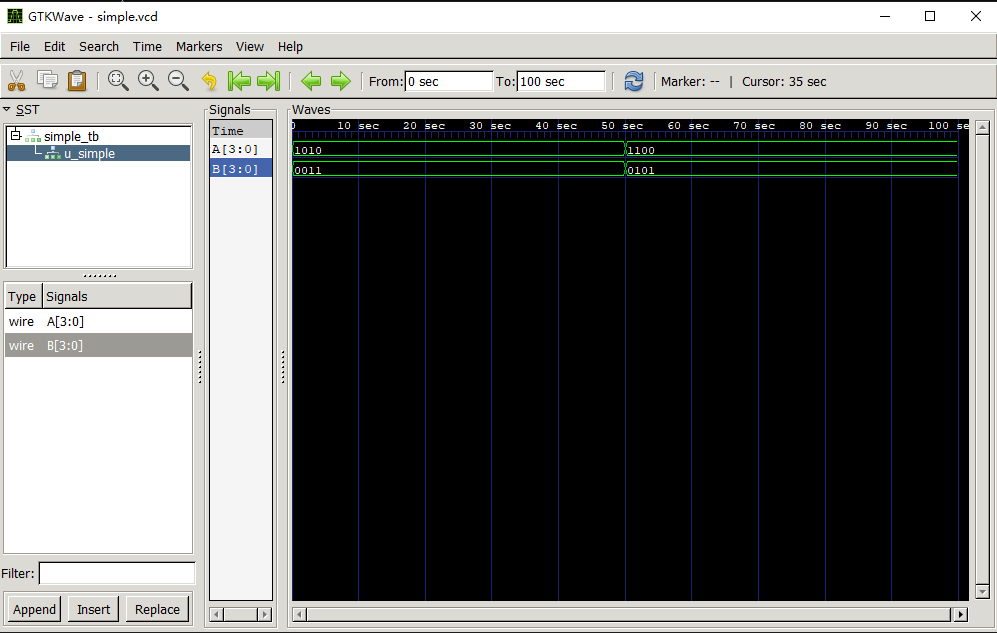 GTKWave - simple.vcd
File Edit Search Time Markers View Help
From: 0 sec To: 100 sec Marker: -- | Cursor: 35 sec
SST
simple_tb
u_simple
Type Signals
wire A[3:0]
wire B[3:0]
Filter:
Append Insert Replace
Signals
Time
A[3:0]
B[3:0]
Waves
0 10 sec 20 sec 30 sec 40 sec 50 sec 60 sec 70 sec 80 sec 90 sec 100 se
1010 1100
0011 0101